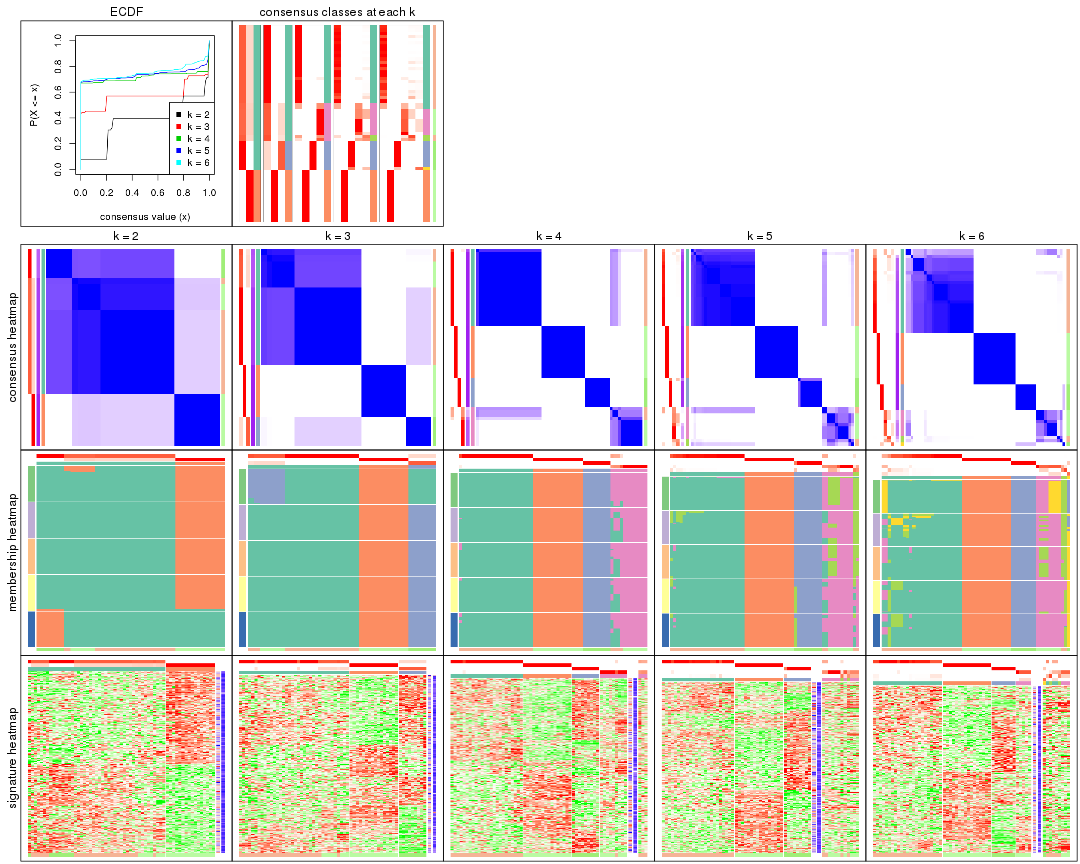 ECDF
consensus classes at each k
P(X <= x)
1.0
0.8
0.6
0.4
0.2
0.0
k = 2
k = 3
k = 4
k = 5
k = 6
0.0 0.2 0.4 0.6 0.8 1.0
consensus value (x)
k = 2
k = 3
k = 4
k = 5
k = 6
consensus heatmap
membership heatmap
signature heatmap